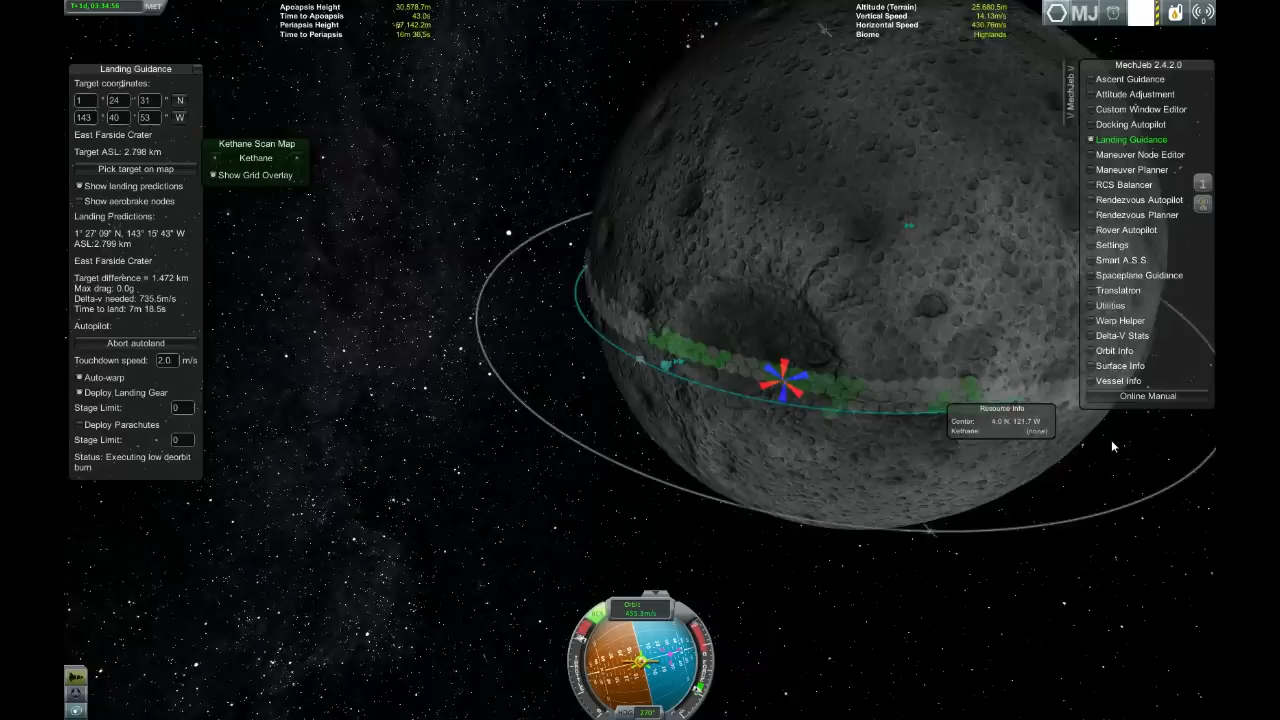 T+ 1d, 03:34:56 MET
Apoapsis Height 30,578.7m
Time to Apoapsis 43.0s
Periapsis Height -97,142.2m
Time to Periapsis 16m 36.5s
Altitude (Terrain) 25,680.5m
Vertical Speed 14.13m/s
Horizontal Speed 430.76m/s
Biome Highlands
MJ
0
Landing Guidance
Target coordinates:
1 ° 24 ' 31 " N
143 ° 40 ' 53 " W
East Farside Crater
Target ASL: 2.798 km
Pick target on map
Show landing predictions
Show aerobrake nodes
Landing Predictions:
1° 27' 09" N, 143° 15' 43" W
ASL:2.799 km
East Farside Crater
Target difference = 1.472 km
Max drag: 0.0g
Delta-v needed: 735.5m/s
Time to land: 7m 18.5s
Autopilot:
Abort autoland
Touchdown speed: 2.0 m/s
Auto-warp
Deploy Landing Gear
Stage Limit: 0
Deploy Parachutes
Stage Limit: 0
Status: Executing low deorbit
burn
Kethane Scan Map
Kethane
Show Grid Overlay
V MechJeb V
MechJeb 2.4.2.0
Ascent Guidance
Attitude Adjustment
Custom Window Editor
Docking Autopilot
Landing Guidance
Maneuver Node Editor
Maneuver Planner
RCS Balancer
Rendezvous Autopilot
Rendezvous Planner
Rover Autopilot
Settings
Smart A.S.S.
Spaceplane Guidance
Translatron
Utilities
Warp Helper
Delta-V Stats
Orbit Info
Surface Info
Vessel Info
Online Manual
1
Resource Info
Center: 4.0 N, 121.7 W
Kethane: (none)
Orbit
455.3m/s
HDG 270°